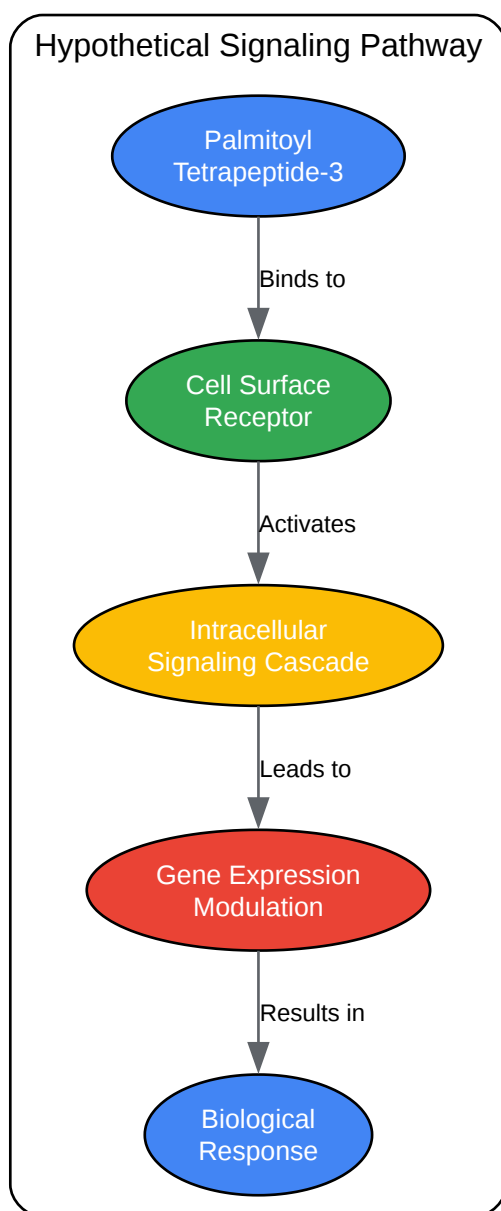 Hypothetical Signaling Pathway
Palmitoyl
Tetrapeptide-3
Binds to
Cell Surface
Receptor
Activates
Intracellular
Signaling Cascade
Leads to
Gene Expression
Modulation
Results in
Biological
Response